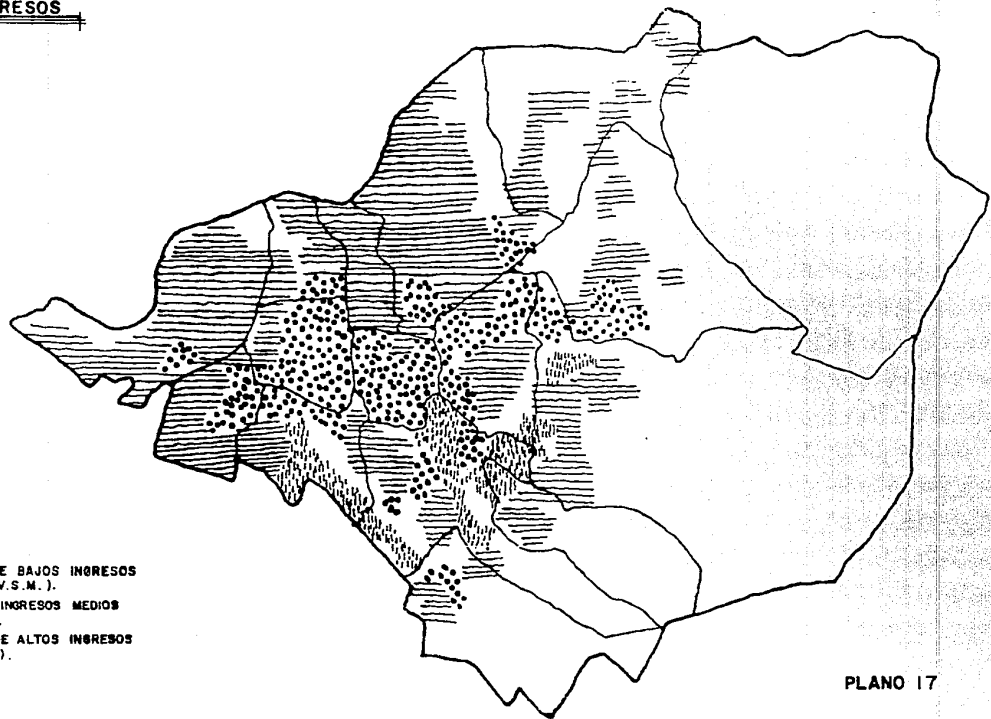 RESOS
E BAJOS INGRESOS
V.S.M.).
INGRESOS MEDIOS
E ALTOS INGRESOS
).
PLANO 17